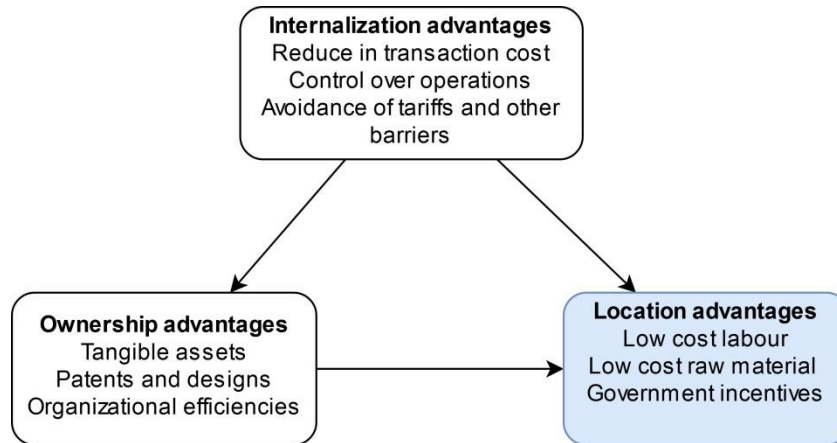 Internalization advantages
Reduce in transaction cost
Control over operations
Avoidance of tariffs and other
barriers
Ownership advantages
Tangible assets
Patents and designs
Organizational efficiencies
Location advantages
Low cost labour
Low cost raw material
Government incentives